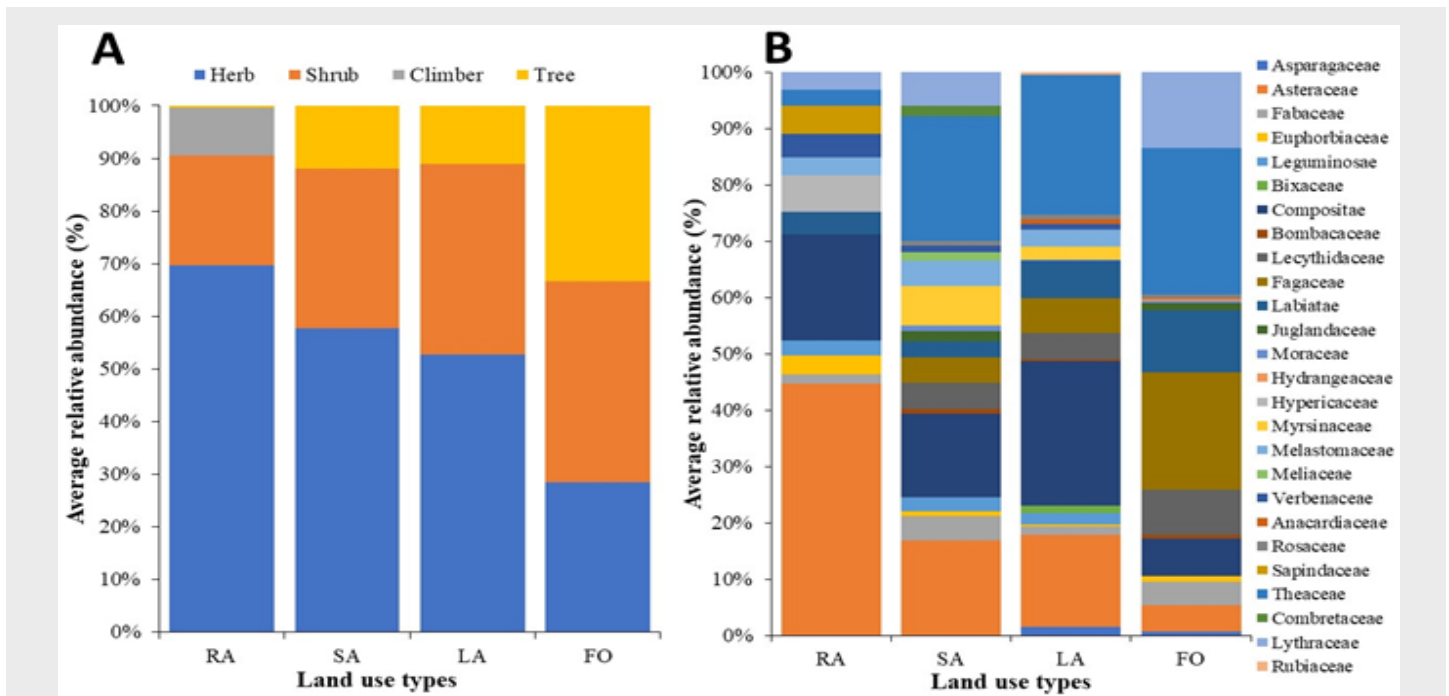 A
Herb Shrub Climber Tree
100%
90%
80%
70%
60%
50%
40%
30%
20%
10%
0%
Average relative abundance (%)
RA SA LA FO
Land use types
B
100%
90%
80%
70%
60%
50%
40%
30%
20%
10%
0%
Average relative abundance (%)
RA SA LA FO
Land use types
Asparagaceae
Asteraceae
Fabaceae
Euphorbiaceae
Leguminosae
Bixaceae
Compositae
Bombacaceae
Lecythidaceae
Fagaceae
Labiatae
Juglandaceae
Moraceae
Hydrangeaceae
Hypericaceae
Myrsinaceae
Melastomaceae
Meliaceae
Verbenaceae
Anacardiaceae
Rosaceae
Sapindaceae
Theaceae
Combretaceae
Lythraceae
Rubiaceae